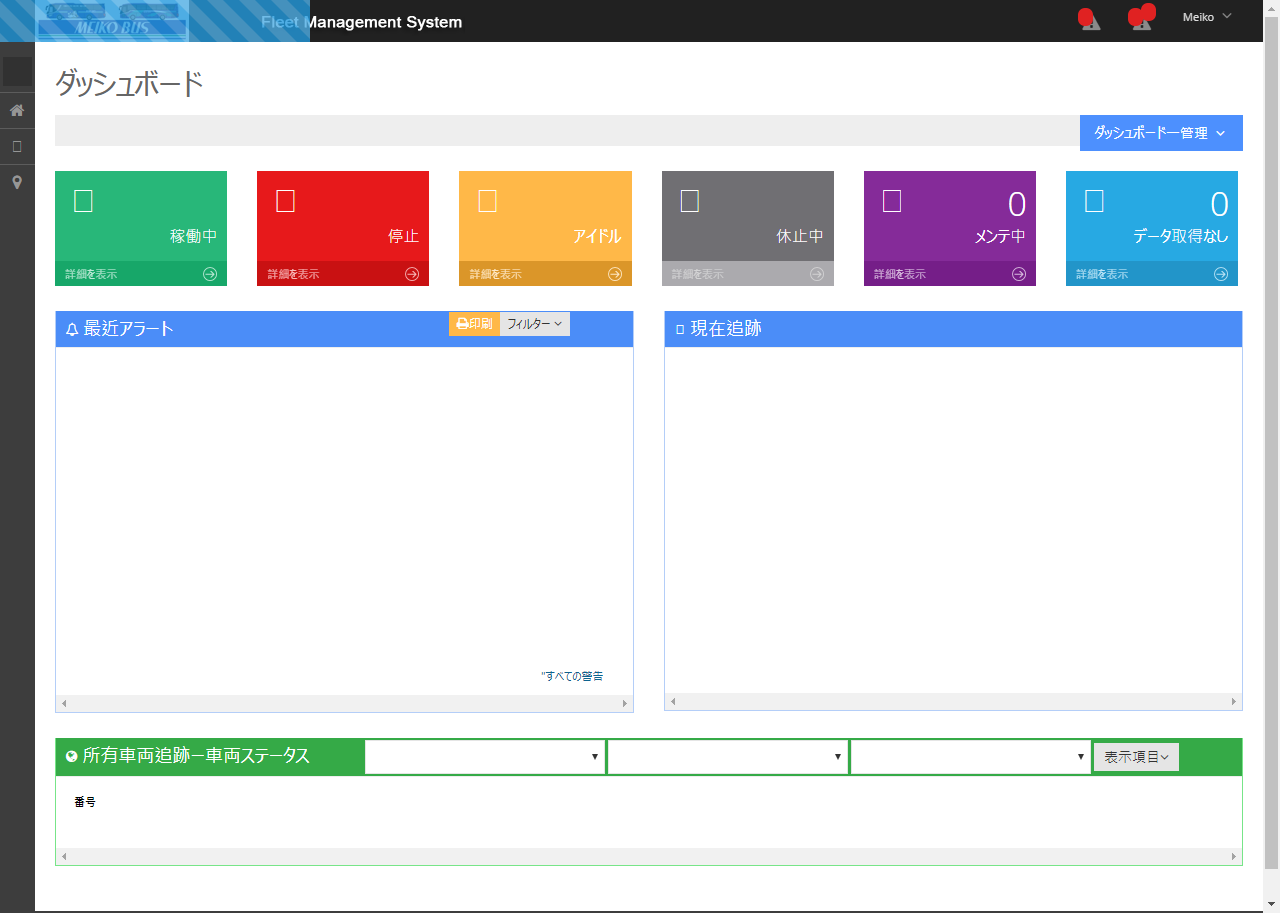 MEIKO BUS
Fleet Management System
Meiko
ダッシュボード
ダッシュボードー管理
稼働中
詳細を表示
停止
詳細を表示
アイドル
詳細を表示
休止中
詳細を表示
0
メンテ中
詳細を表示
0
データ取得なし
詳細を表示
最近アラート
印刷
フィルター
現在追跡
"すべての警告
所有車両追跡ー車両ステータス
表示項目
番号